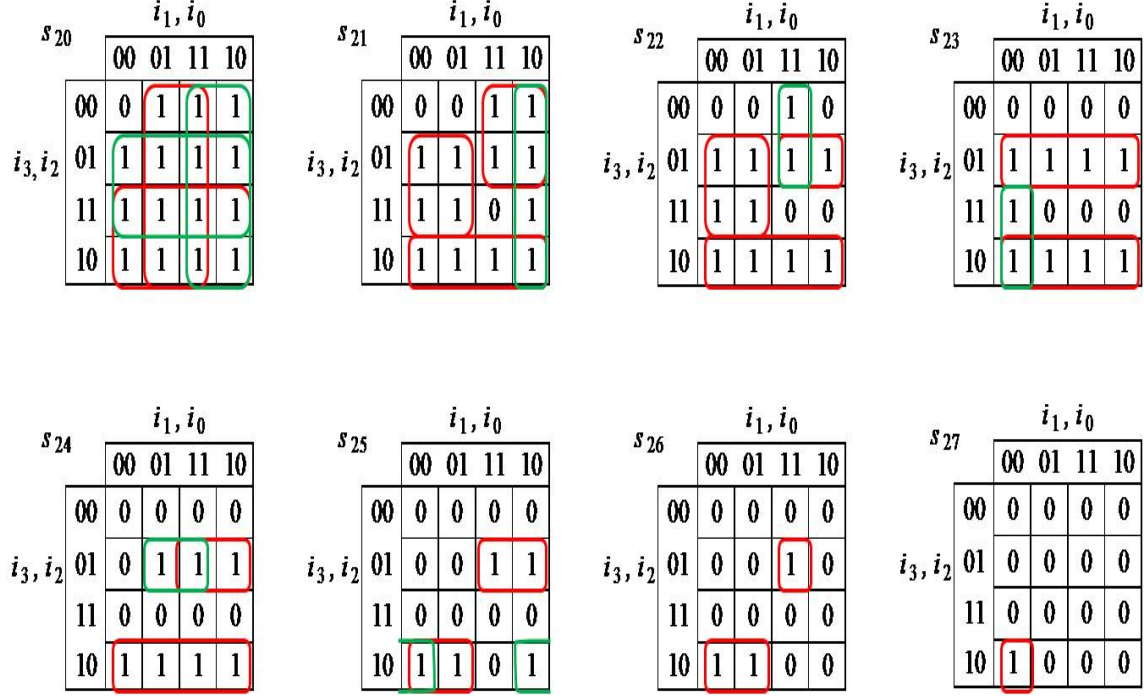 i1, i0 i1, i0 i1, i0 i1, i0
s20 s21 s22 s23
00 01 11 10 00 01 11 10 00 01 11 10 00 01 11 10
00 0 1 1 1 00 0 0 1 1 00 0 0 1 0 00 0 0 0 0
i3, i2 01 1 1 1 1 i3, i2 01 1 1 1 1 i3, i2 01 1 1 1 1 i3, i2 01 1 1 1 1
11 1 1 1 1 11 1 1 0 1 11 1 1 0 0 11 1 0 0 0
10 1 1 1 1 10 1 1 1 1 10 1 1 1 1 10 1 1 1 1
i1, i0 i1, i0 i1, i0 i1, i0
s24 s25 s26 s27
00 01 11 10 00 01 11 10 00 01 11 10 00 01 11 10
00 0 0 0 0 00 0 0 0 0 00 0 0 0 0 00 0 0 0 0
i3, i2 01 0 1 1 1 i3, i2 01 0 0 1 1 i3, i2 01 0 0 1 0 i3, i2 01 0 0 0 0
11 0 0 0 0 11 0 0 0 0 11 0 0 0 0 11 0 0 0 0
10 1 1 1 1 10 1 1 0 1 10 1 1 0 0 10 1 0 0 0